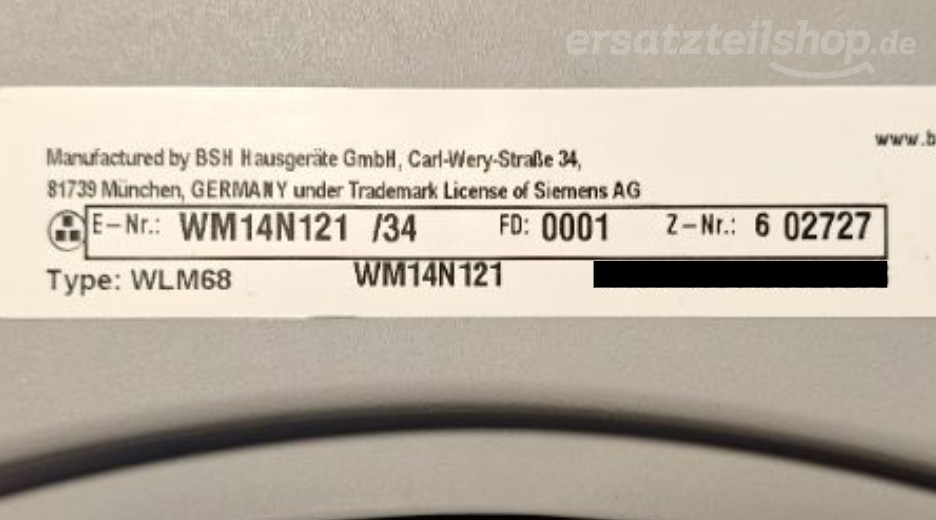 ersatzteilshop.de
www.b
Manufactured by BSH Hausgeräte GmbH, Carl-Wery-Straße 34,
81739 München, GERMANY under Trademark License of Siemens AG
E-Nr.: WM14N121 /34 FD: 0001 Z-Nr.: 6 02727
Type: WLM68 WM14N121